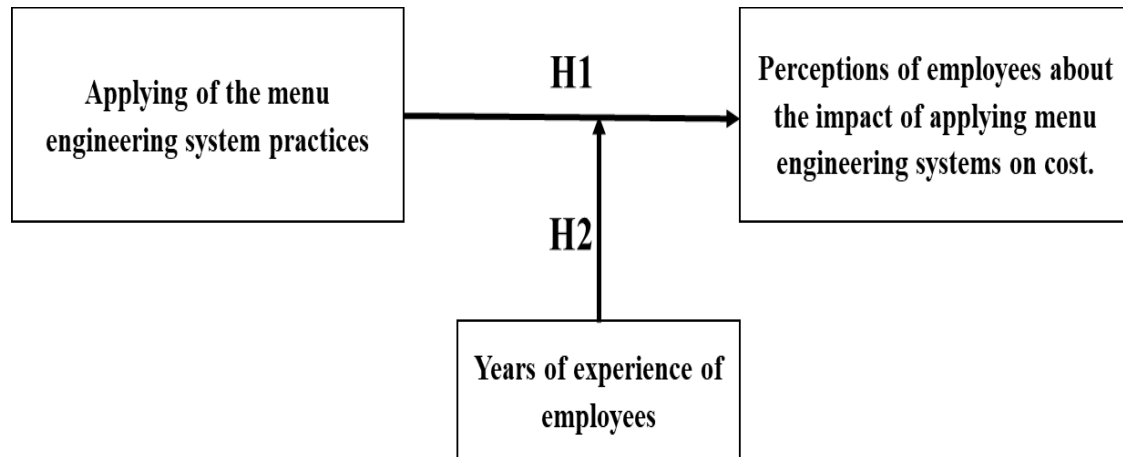 Applying of the menu
engineering system practices
H1
Perceptions of employees about
the impact of applying menu
engineering systems on cost.
H2
Years of experience of
employees